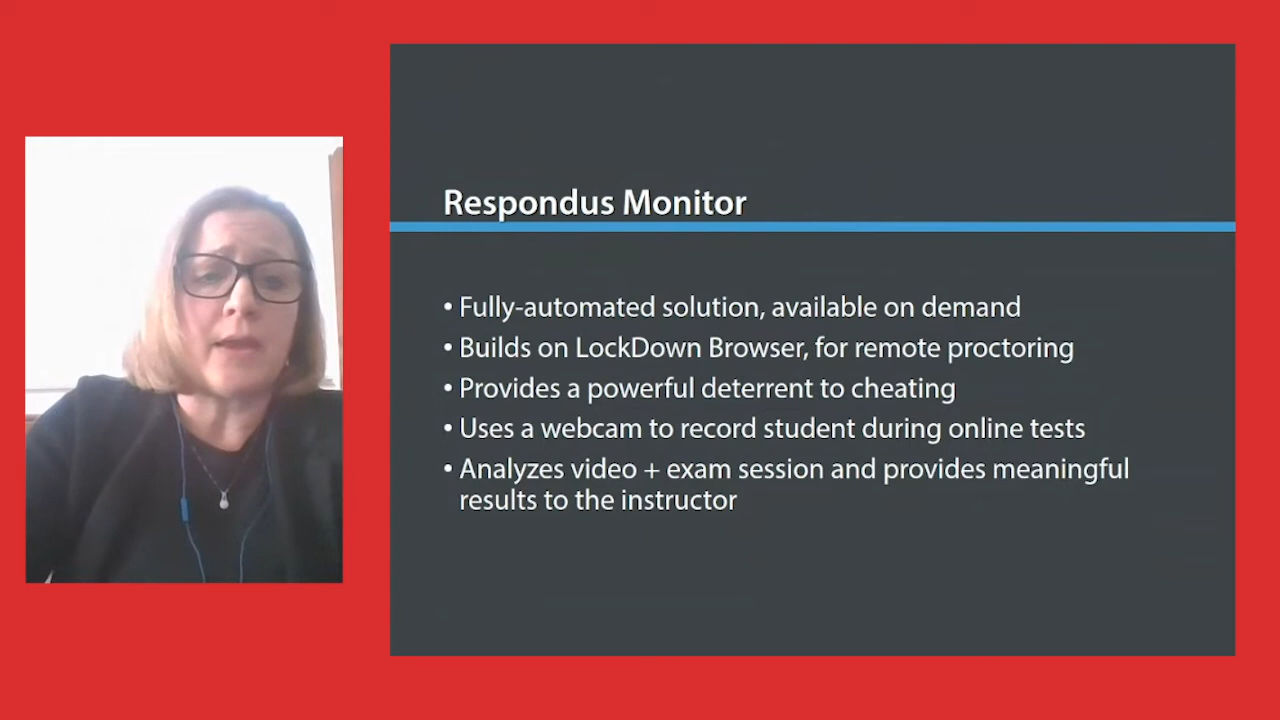 Respondus Monitor
• Fully-automated solution, available on demand
• Builds on LockDown Browser, for remote proctoring
• Provides a powerful deterrent to cheating
• Uses a webcam to record student during online tests
• Analyzes video + exam session and provides meaningful
results to the instructor